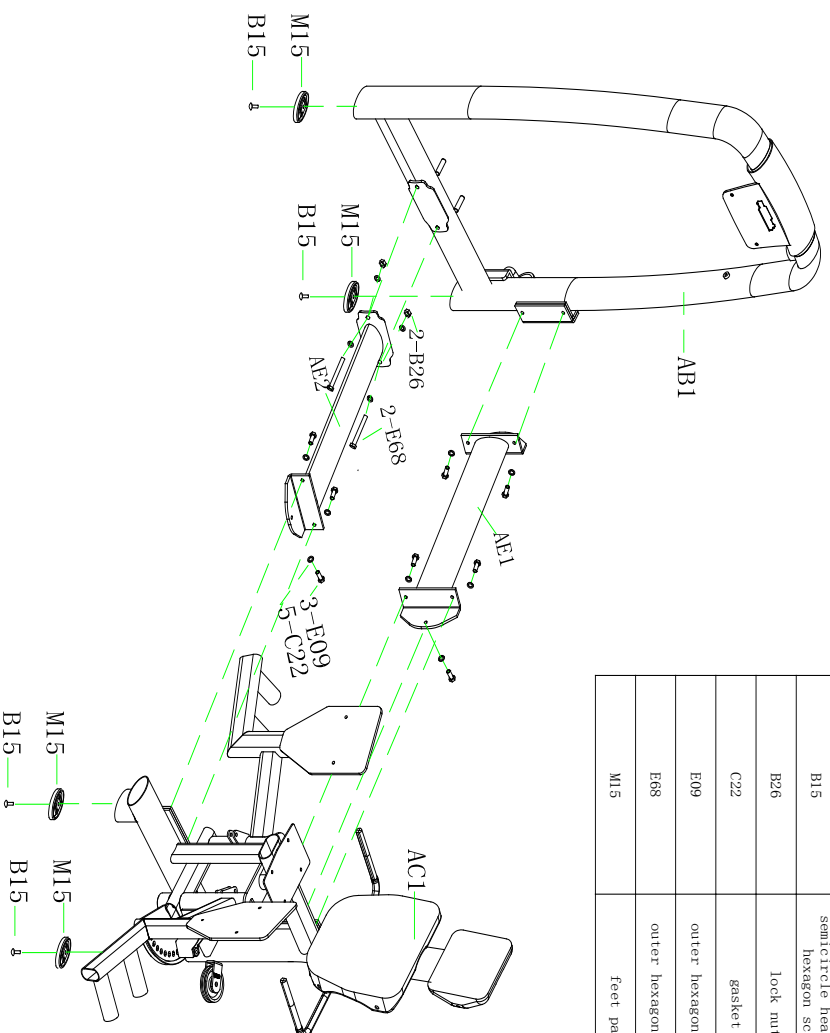 B15
M15
B15
M15
AB1
2-B26
AE2
2-E68
AE1
3-E09
5-C22
M15
B15
M15
B15
AC1
B15 semicircle hea
hexagon sc
B26 lock nut
C22 gasket
E09 outer hexagon
E68 outer hexagon
M15 feet pa